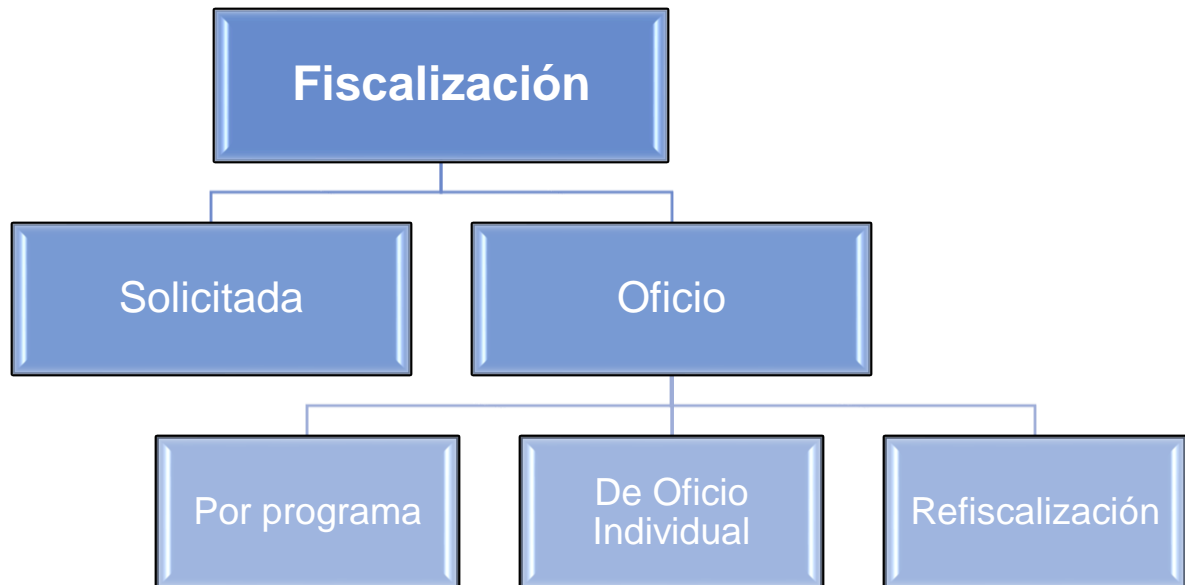 Fiscalización
Solicitada
Oficio
Por programa
De Oficio
Individual
Refiscalización